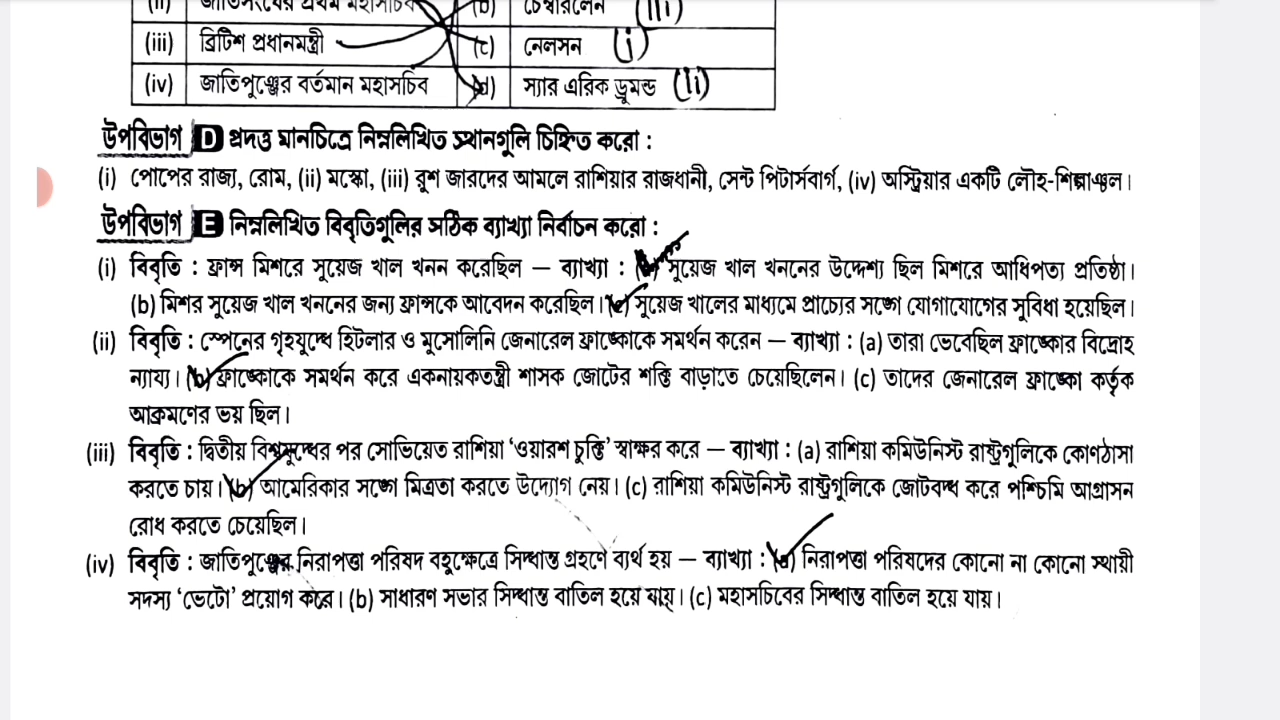 (ii) জাতিসংঘের প্রথম মহাসচিব (b) চেম্বারলেন (iii)
(iii) ব্রিটিশ প্রধানমন্ত্রী (c) নেলসন (i)
(iv) জাতিপুঞ্জের বর্তমান মহাসচিব (d) স্যার এরিক ড্রুমন্ড (ii)
উপবিভাগ D প্রদত্ত মানচিত্রে নিম্নলিখিত স্থানগুলি চিহ্নিত করো :
(i) পোপের রাজ্য, রোম, (ii) মস্কো, (iii) রুশ জারদের আমলে রাশিয়ার রাজধানী, সেন্ট পিটার্সবার্গ, (iv) অস্ট্রিয়ার একটি লৌহ-শিল্পাঞ্চল।
উপবিভাগ E নিম্নলিখিত বিবৃতিগুলির সঠিক ব্যাখ্যা নির্বাচন করো :
(i) বিবৃতি : ফ্রান্স মিশরে সুয়েজ খাল খনন করেছিল — ব্যাখ্যা : (a) সুয়েজ খাল খননের উদ্দেশ্য ছিল মিশরে আধিপত্য প্রতিষ্ঠা।
(b) মিশর সুয়েজ খাল খননের জন্য ফ্রান্সকে আবেদন করেছিল। (c) সুয়েজ খালের মাধ্যমে প্রাচ্যের সঙ্গে যোগাযোগের সুবিধা হয়েছিল।
(ii) বিবৃতি : স্পেনের গৃহযুদ্ধে হিটলার ও মুসোলিনি জেনারেল ফ্রাঙ্কোকে সমর্থন করেন — ব্যাখ্যা : (a) তারা ভেবেছিল ফ্রাঙ্কোর বিদ্রোহ
ন্যায্য। (b) ফ্রাঙ্কোকে সমর্থন করে একনায়কতন্ত্রী শাসক জোটের শক্তি বাড়াতে চেয়েছিলেন। (c) তাদের জেনারেল ফ্রাঙ্কো কর্তৃক
আক্রমণের ভয় ছিল।
(iii) বিবৃতি : দ্বিতীয় বিশ্বযুদ্ধের পর সোভিয়েত রাশিয়া ‘ওয়ারশ চুক্তি’ স্বাক্ষর করে — ব্যাখ্যা : (a) রাশিয়া কমিউনিস্ট রাষ্ট্রগুলিকে কোণঠাসা
করতে চায়। (b) আমেরিকার সঙ্গে মিত্রতা করতে উদ্যোগ নেয়। (c) রাশিয়া কমিউনিস্ট রাষ্ট্রগুলিকে জোটবদ্ধ করে পশ্চিমি আগ্রাসন
রোধ করতে চেয়েছিল।
(iv) বিবৃতি : জাতিপুঞ্জের নিরাপত্তা পরিষদ বহুক্ষেত্রে সিদ্ধান্ত গ্রহণে ব্যর্থ হয় — ব্যাখ্যা : (a) নিরাপত্তা পরিষদের কোনো না কোনো স্থায়ী
সদস্য ‘ভেটো’ প্রয়োগ করে। (b) সাধারণ সভার সিদ্ধান্ত বাতিল হয়ে যায়। (c) মহাসচিবের সিদ্ধান্ত বাতিল হয়ে যায়।